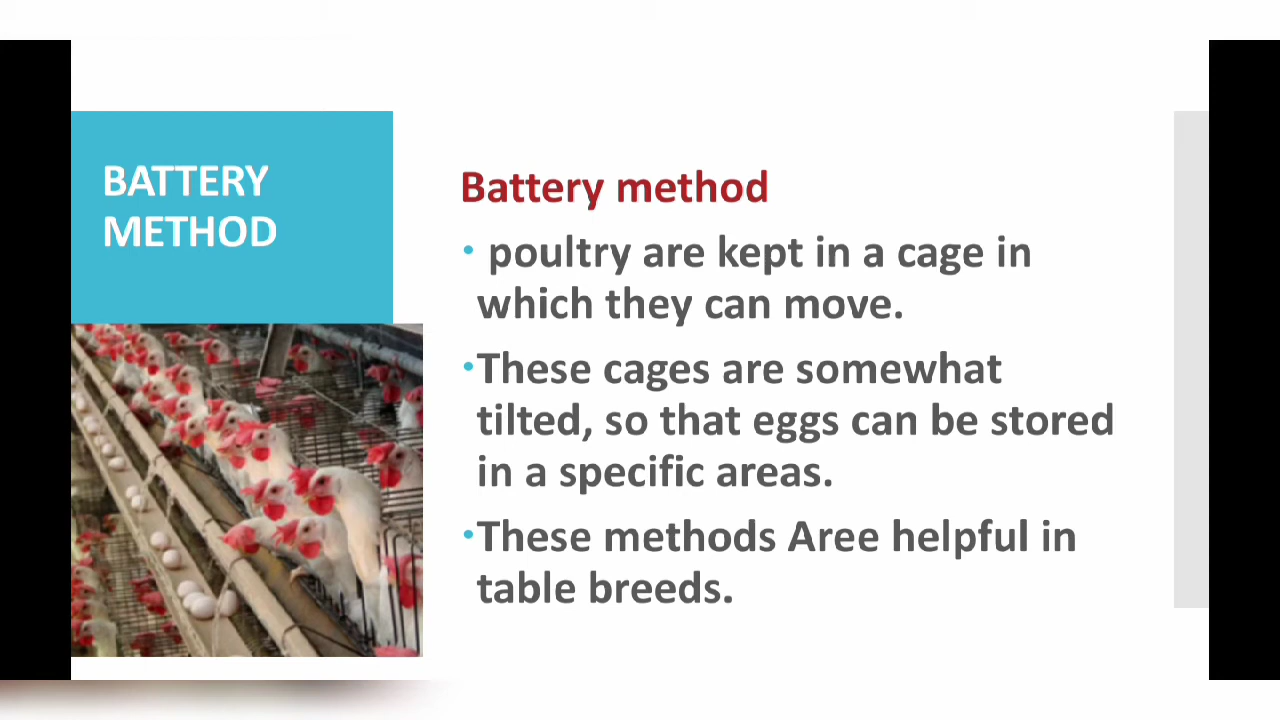 BATTERY
METHOD
Battery method
• poultry are kept in a cage in
which they can move.
•These cages are somewhat
tilted, so that eggs can be stored
in a specific areas.
•These methods Aree helpful in
table breeds.